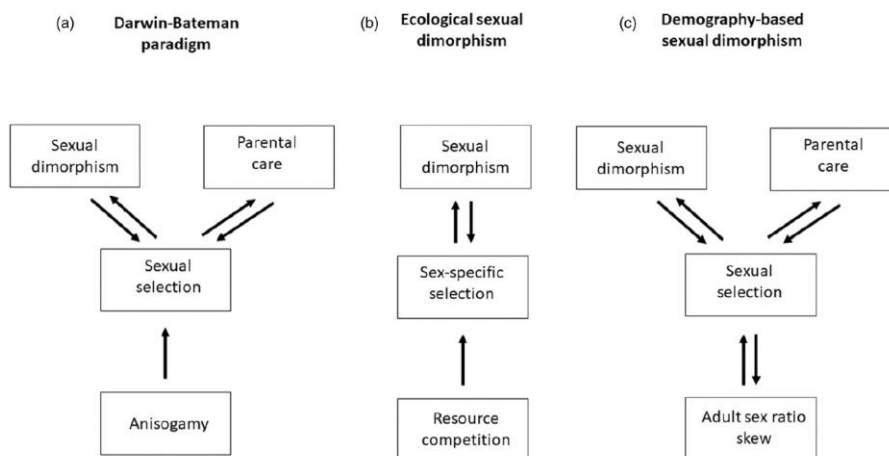 (a) Darwin-Bateman
paradigm
Sexual
dimorphism
Parental
care
Sexual
selection
Anisogamy
(b) Ecological sexual
dimorphism
Sexual
dimorphism
Sex-specific
selection
Resource
competition
(c) Demography-based
sexual dimorphism
Sexual
dimorphism
Parental
care
Sexual
selection
Adult sex ratio
skew